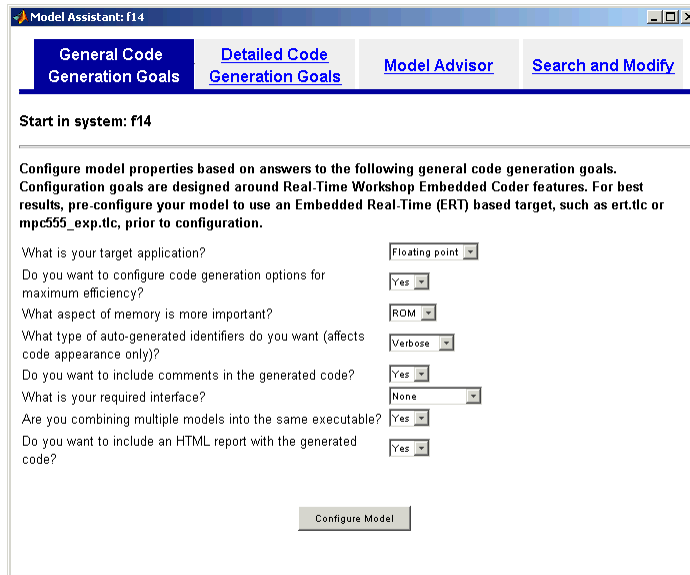 Model Assistant: f14
General Code
Generation Goals
Detailed Code
Generation Goals
Model Advisor
Search and Modify
Start in system: f14
Configure model properties based on answers to the following general code generation goals.
Configuration goals are designed around Real-Time Workshop Embedded Coder features. For best
results, pre-configure your model to use an Embedded Real-Time (ERT) based target, such as ert.tlc or
mpc555_exp.tlc, prior to configuration.
What is your target application? Floating point
Do you want to configure code generation options for
maximum efficiency? Yes
What aspect of memory is more important? ROM
What type of auto-generated identifiers do you want (affects
code appearance only)? Verbose
Do you want to include comments in the generated code? Yes
What is your required interface? None
Are you combining multiple models into the same executable? Yes
Do you want to include an HTML report with the generated
code? Yes
Configure Model